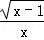 √(x − 1)
x